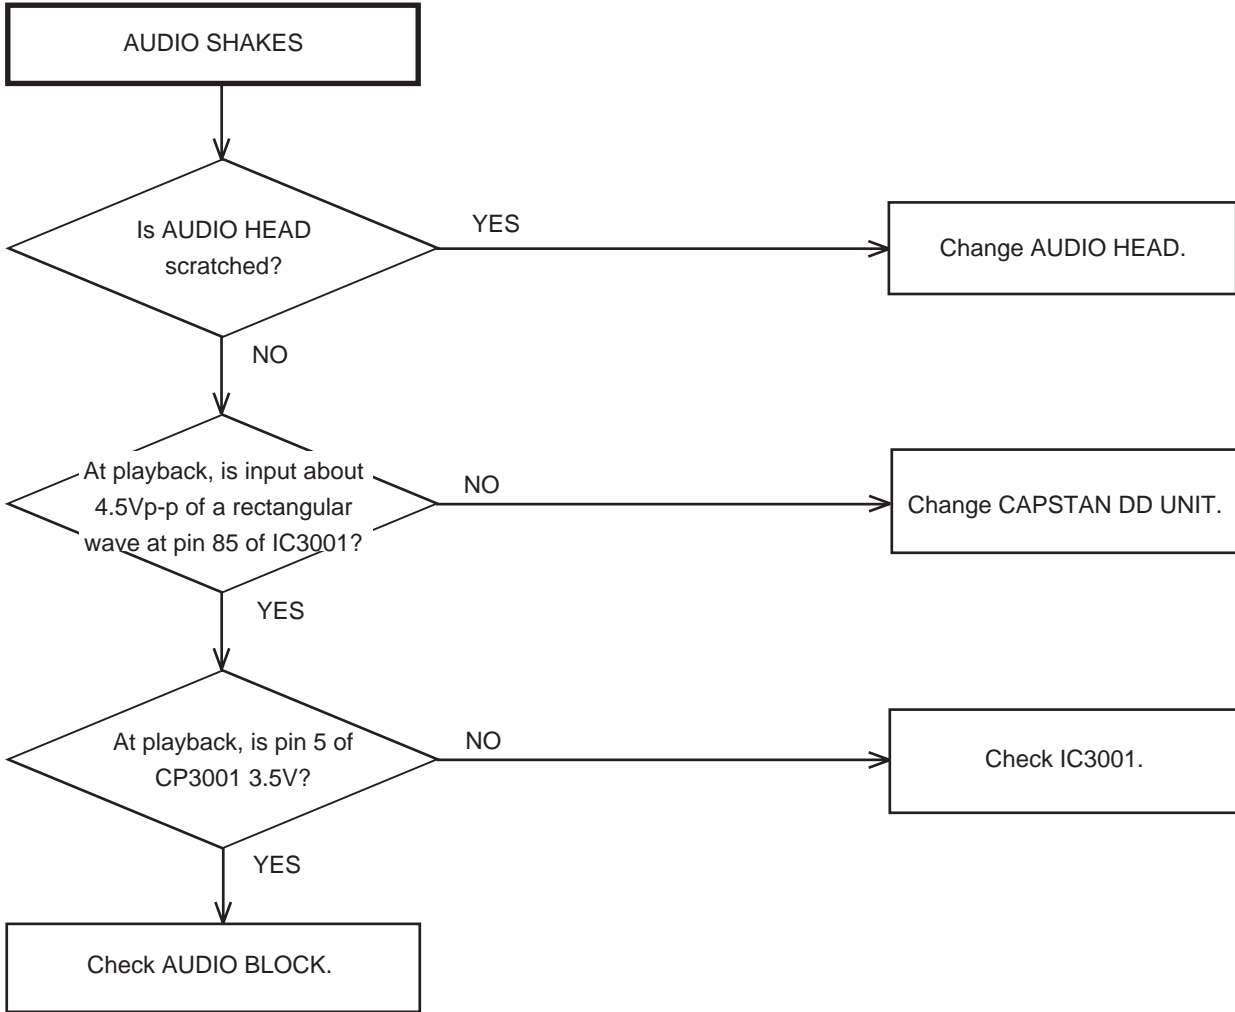 AUDIO SHAKES
Is AUDIO HEAD
scratched?
YES
Change AUDIO HEAD.
NO
At playback, is input about
4.5Vp-p of a rectangular
wave at pin 85 of IC3001?
NO
Change CAPSTAN DD UNIT.
YES
At playback, is pin 5 of
CP3001 3.5V?
NO
Check IC3001.
YES
Check AUDIO BLOCK.